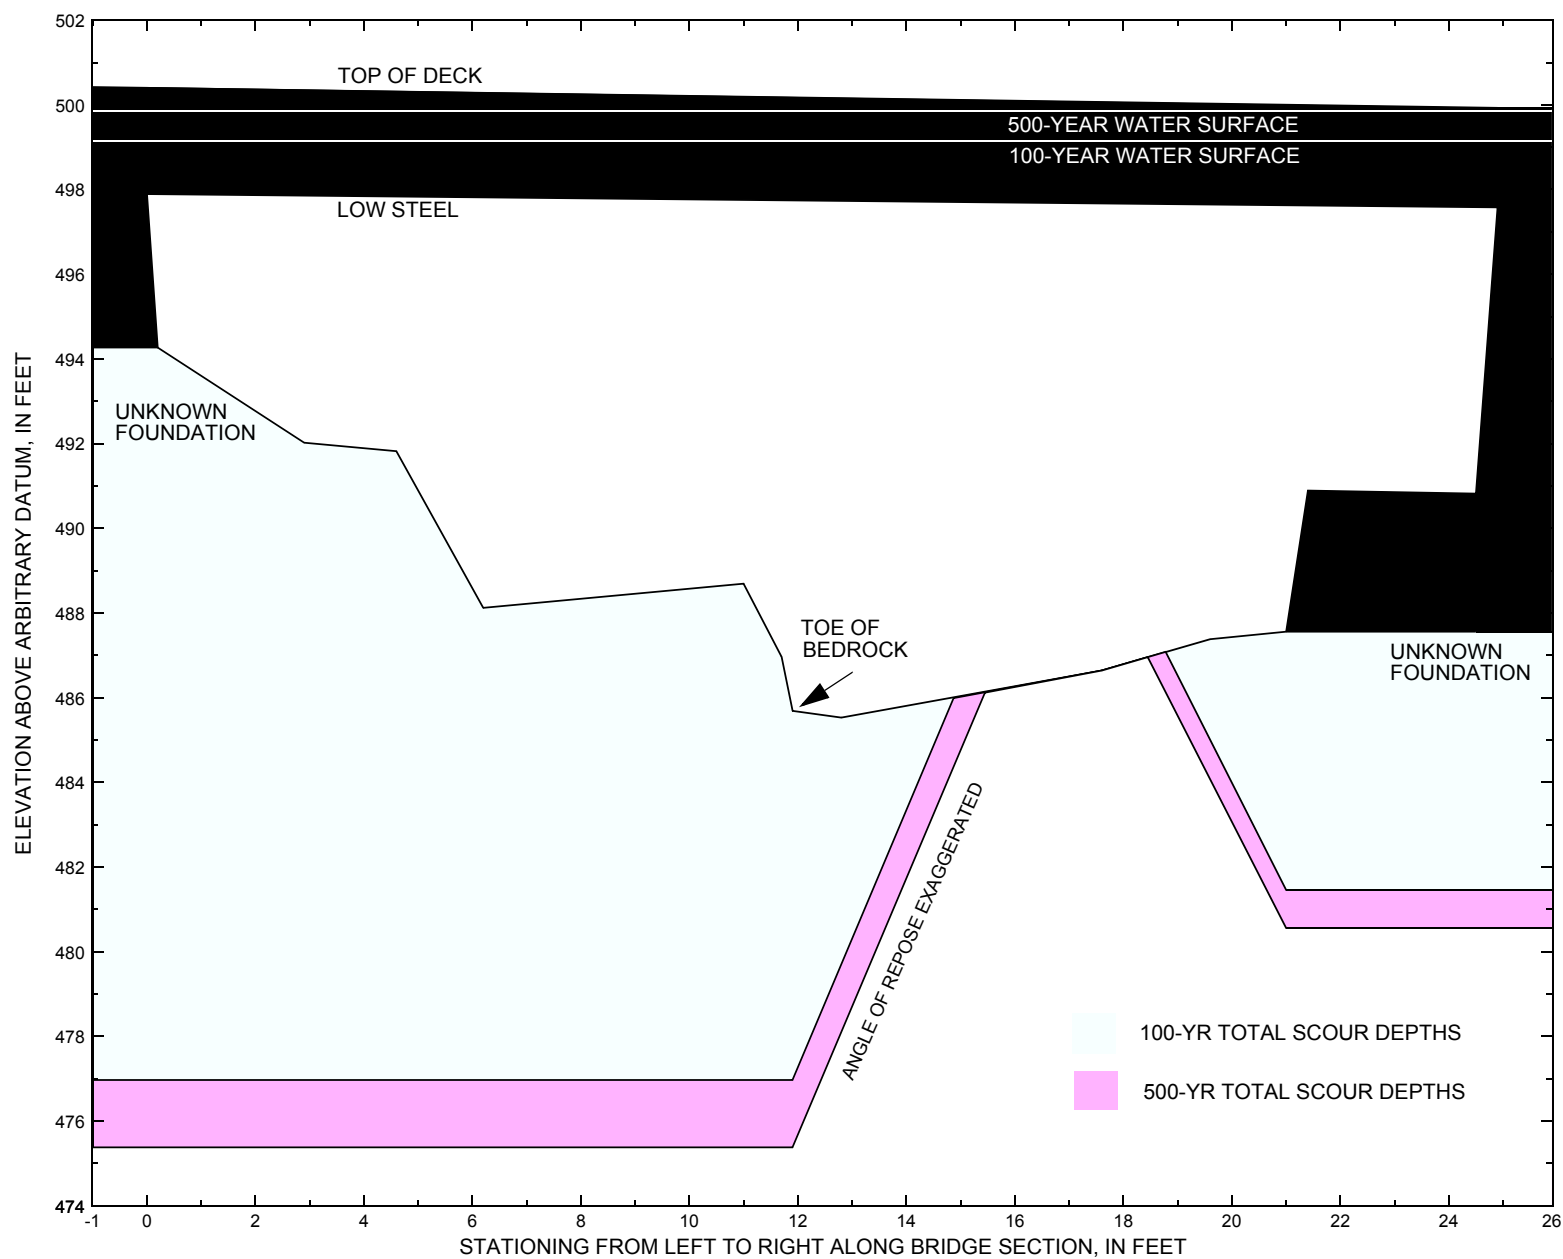 502
500
498
496
494
492
490
488
486
484
482
480
478
476
474
ELEVATION ABOVE ARBITRARY DATUM, IN FEET
TOP OF DECK
500-YEAR WATER SURFACE
100-YEAR WATER SURFACE
LOW STEEL
UNKNOWN
FOUNDATION
TOE OF
BEDROCK
UNKNOWN
FOUNDATION
ANGLE OF REPOSE EXAGGERATED
100-YR TOTAL SCOUR DEPTHS
500-YR TOTAL SCOUR DEPTHS
-1 0 2 4 6 8 10 12 14 16 18 20 22 24 26
STATIONING FROM LEFT TO RIGHT ALONG BRIDGE SECTION, IN FEET